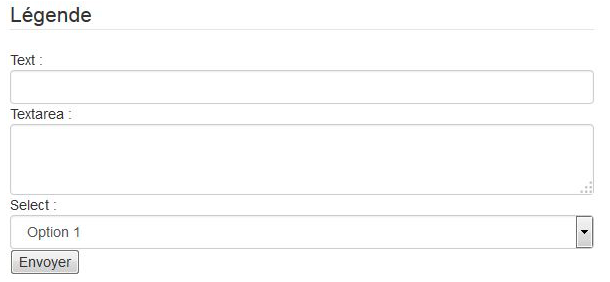 Légende
Text :
Textarea :
Select :
Option 1
Envoyer